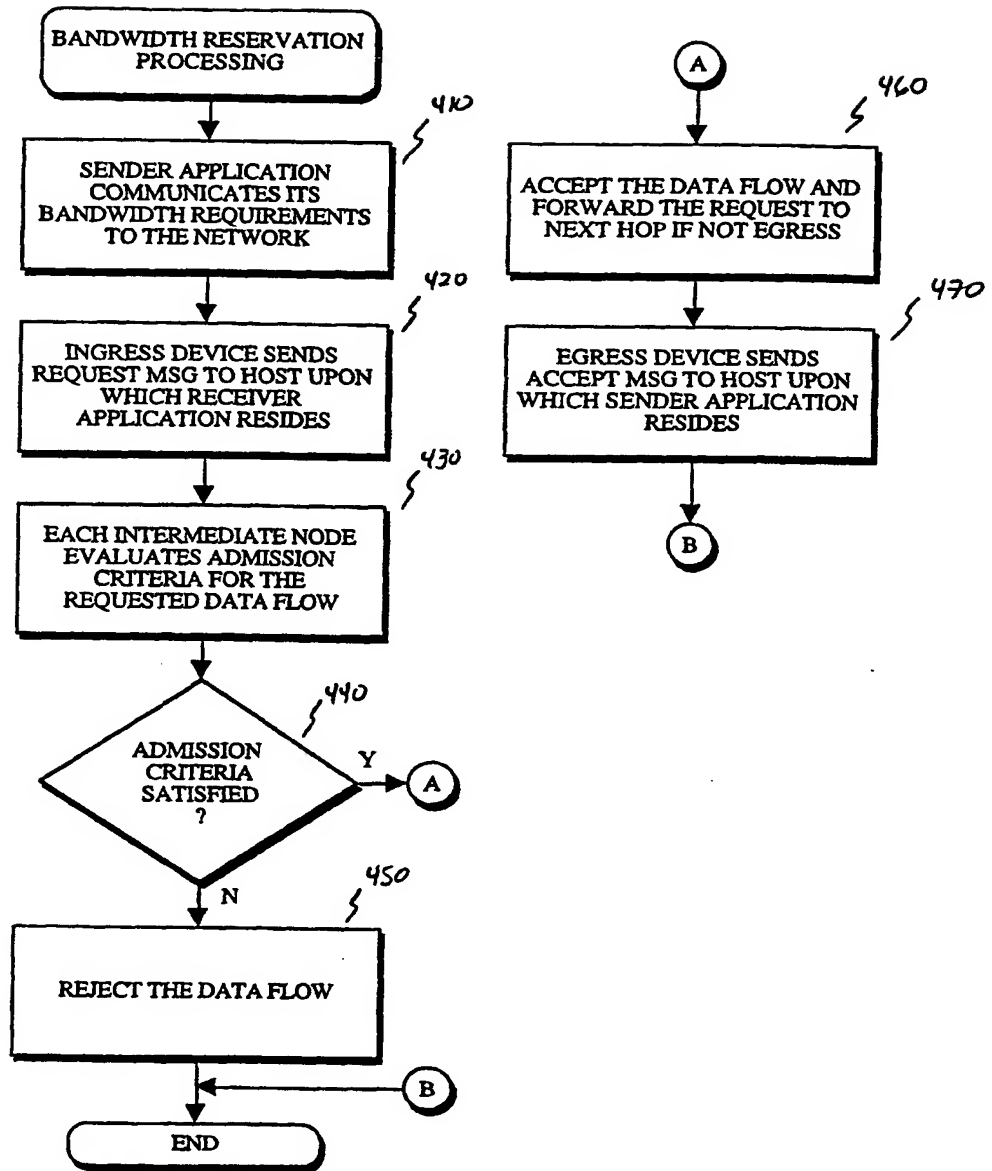 BANDWIDTH RESERVATION
PROCESSING
410
SENDER APPLICATION
COMMUNICATES ITS
BANDWIDTH REQUIREMENTS
TO THE NETWORK
420
INGRESS DEVICE SENDS
REQUEST MSG TO HOST UPON
WHICH RECEIVER
APPLICATION RESIDES
430
EACH INTERMEDIATE NODE
EVALUATES ADMISSION
CRITERIA FOR THE
REQUESTED DATA FLOW
440
ADMISSION
CRITERIA
SATISFIED
?
Y
A
N
450
REJECT THE DATA FLOW
B
END
A
460
ACCEPT THE DATA FLOW AND
FORWARD THE REQUEST TO
NEXT HOP IF NOT EGRESS
470
EGRESS DEVICE SENDS
ACCEPT MSG TO HOST UPON
WHICH SENDER APPLICATION
RESIDES
B